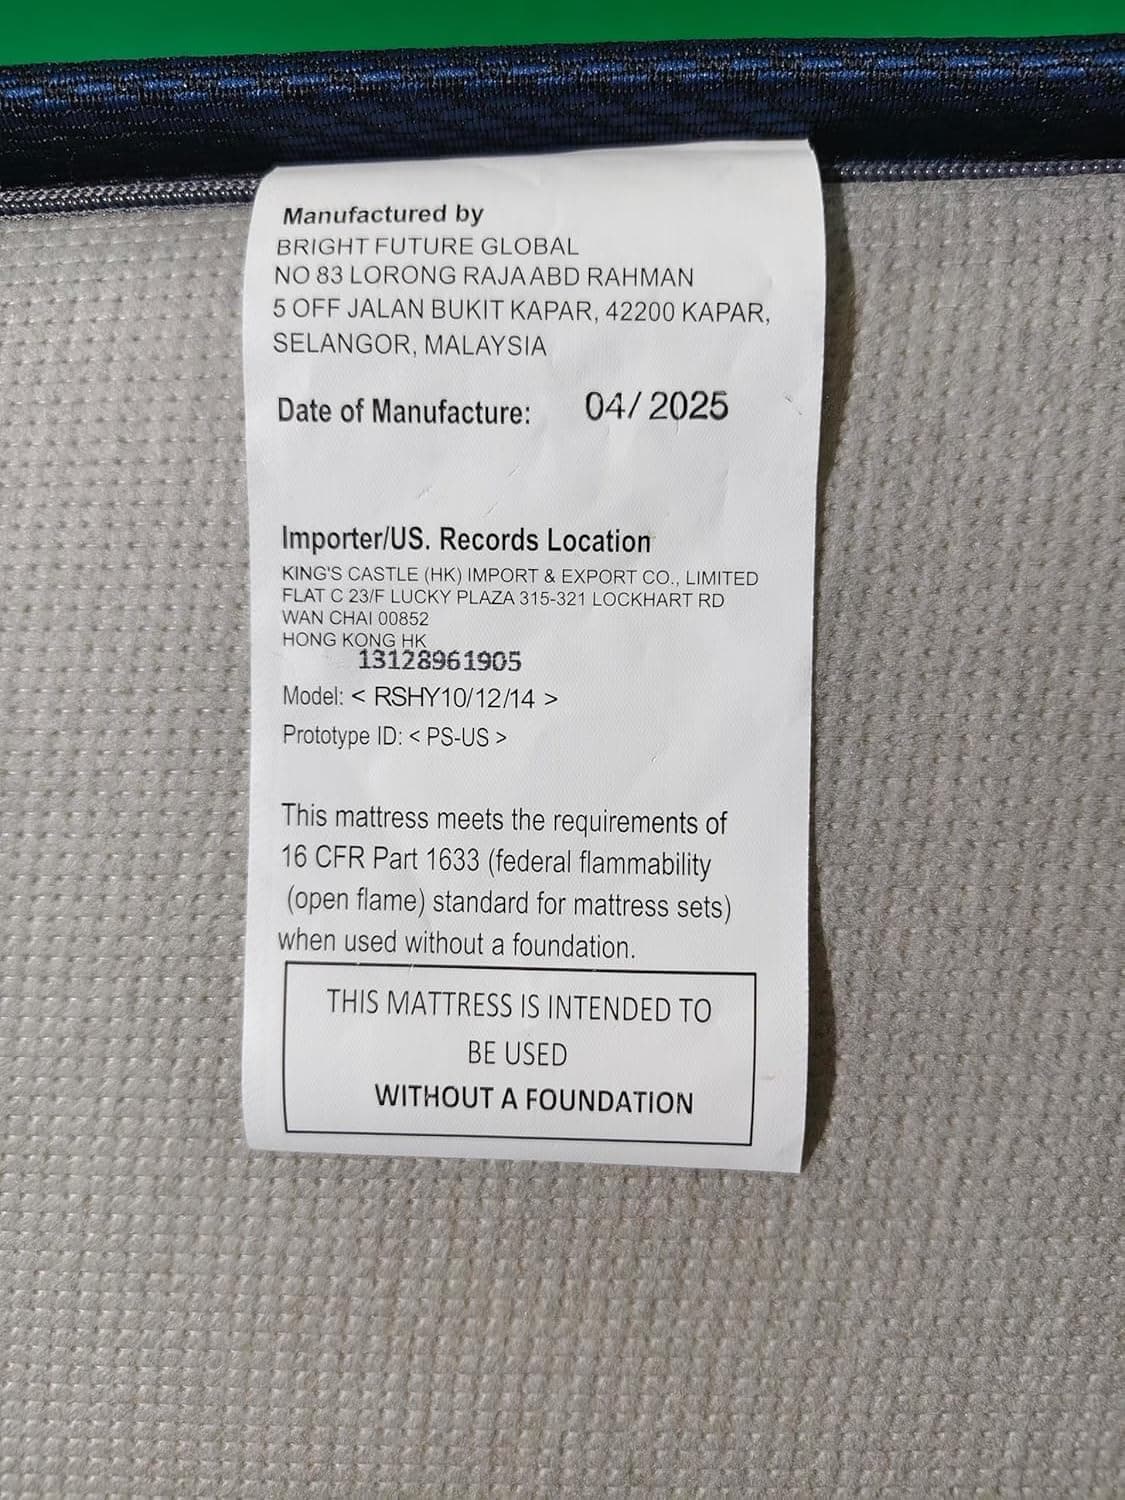 Manufactured by
BRIGHT FUTURE GLOBAL
NO 83 LORONG RAJA ABD RAHMAN
5 OFF JALAN BUKIT KAPAR, 42200 KAPAR,
SELANGOR, MALAYSIA
Date of Manufacture: 04/ 2025
Importer/US. Records Location
KING'S CASTLE (HK) IMPORT & EXPORT CO., LIMITED
FLAT C 23/F LUCKY PLAZA 315-321 LOCKHART RD
WAN CHAI 00852
HONG KONG HK
13128961905
Model: < RSHY10/12/14 >
Prototype ID: < PS-US >
This mattress meets the requirements of
16 CFR Part 1633 (federal flammability
(open flame) standard for mattress sets)
when used without a foundation.
THIS MATTRESS IS INTENDED TO
BE USED
WITHOUT A FOUNDATION